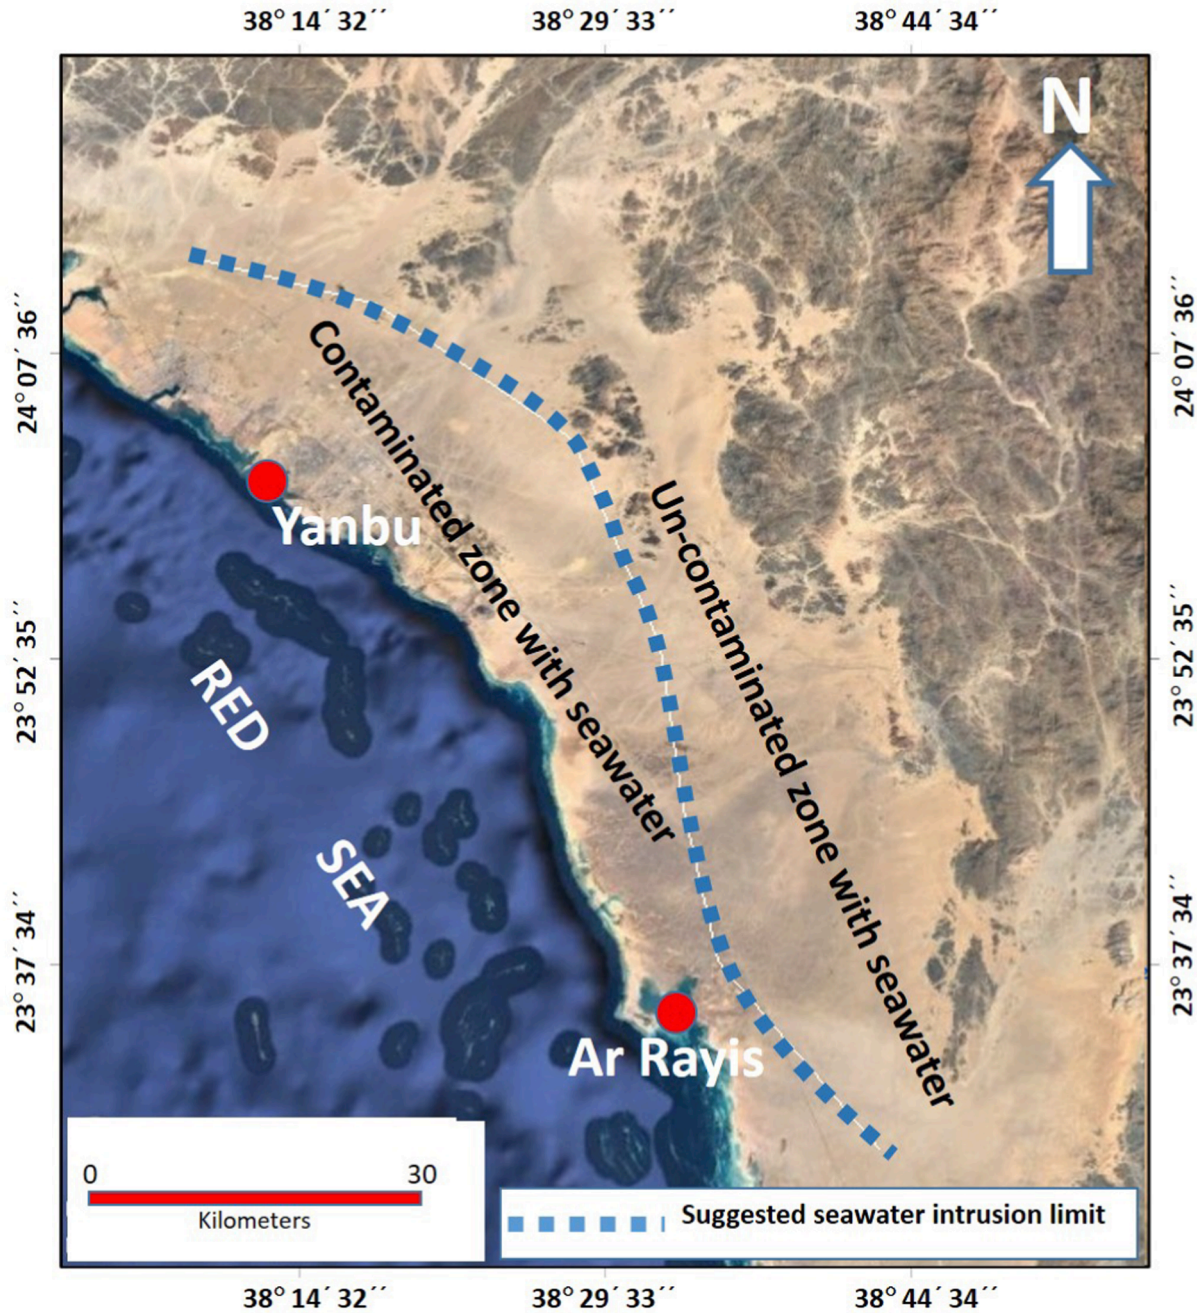 38° 14´ 32´´
38° 29´ 33´´
38° 44´ 34´´
N
24° 07´ 36´´
24° 07´ 36´´
Contaminated zone with seawater
Un-contaminated zone with seawater
Yanbu
23° 52´ 35´´
23° 52´ 35´´
RED
SEA
23° 37´ 34´´
23° 37´ 34´´
Ar Rayis
0 30
Kilometers
Suggested seawater intrusion limit
38° 14´ 32´´
38° 29´ 33´´
38° 44´ 34´´